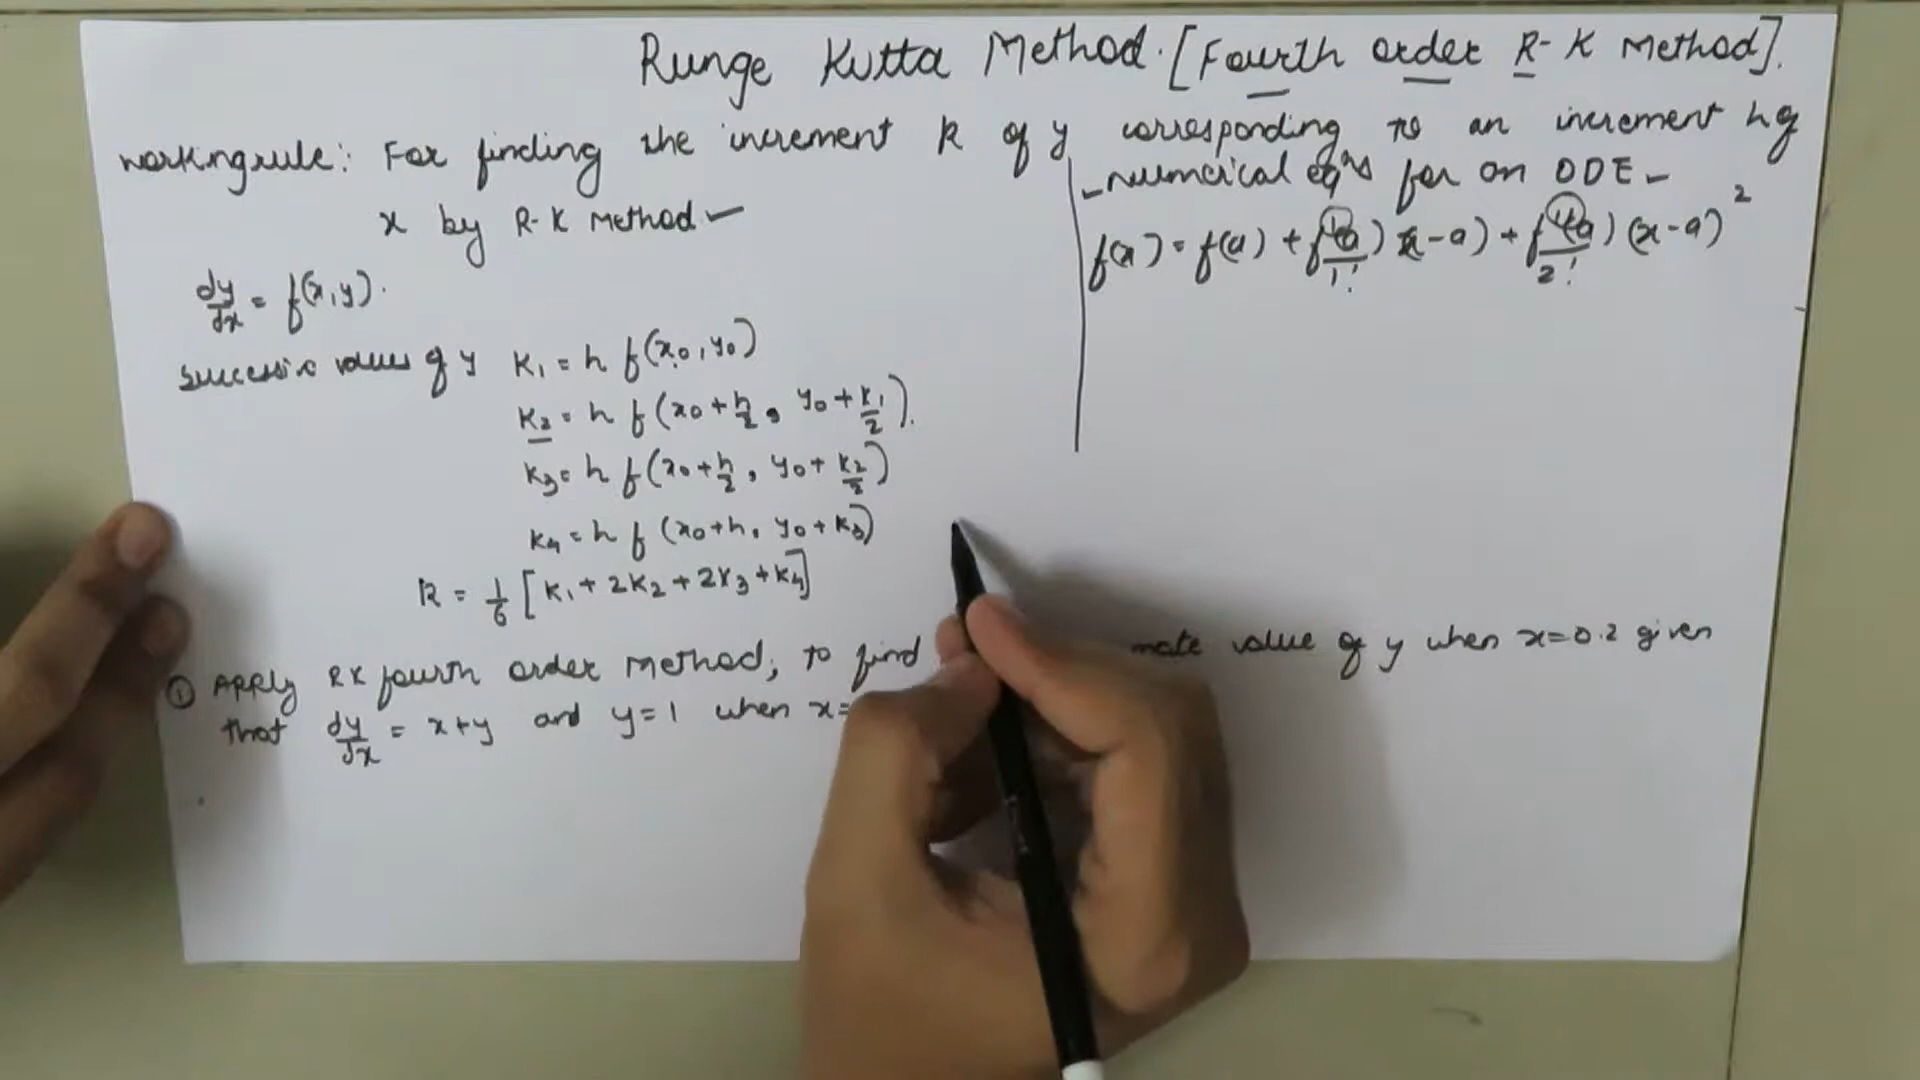 Runge Kutta Method. [Fourth order R-K Method].
Working rule: For finding the increment k of y corresponding to an increment h of
x by R-K Method
- numerical eqns for an ODE -
f(x) = f(a) + f'(a)/1! (x-a) + f''(a)/2! (x-a)²
dy/dx = f(x,y).
Successive values of y K₁ = h f(x₀, y₀)
K₂ = h f(x₀ + h/2, y₀ + K₁/2).
K₃ = h f(x₀ + h/2, y₀ + K₂/2)
K₄ = h f(x₀+h, y₀+K₃)
K = 1/6 [K₁ + 2K₂ + 2K₃ + K₄]
① Apply RK fourth order Method, to find mate value of y when x=0.2 given
that dy/dx = x+y and y=1 when x=